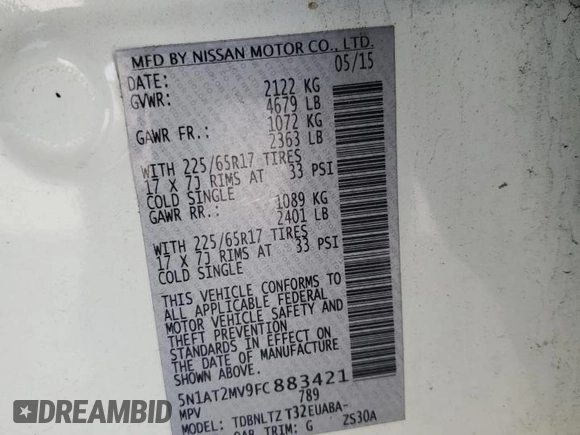 MFD BY NISSAN MOTOR CO., LTD.
DATE: 05/15
GVWR: 2122 KG
4679 LB
GAWR FR.: 1072 KG
2363 LB
WITH 225/65R17 TIRES
17 X 7J RIMS AT 33 PSI
COLD SINGLE
GAWR RR.: 1089 KG
2401 LB
WITH 225/65R17 TIRES
17 X 7J RIMS AT 33 PSI
COLD SINGLE
THIS VEHICLE CONFORMS TO
ALL APPLICABLE FEDERAL
MOTOR VEHICLE SAFETY AND
THEFT PREVENTION
STANDARDS IN EFFECT ON
THE DATE OF MANUFACTURE
SHOWN ABOVE.
5N1AT2MV9FC883421
MPV 789
MODEL: TDBNLTZ T32EUABA-
TRIM: G ZS30A
CARDEALSEEKER.COM